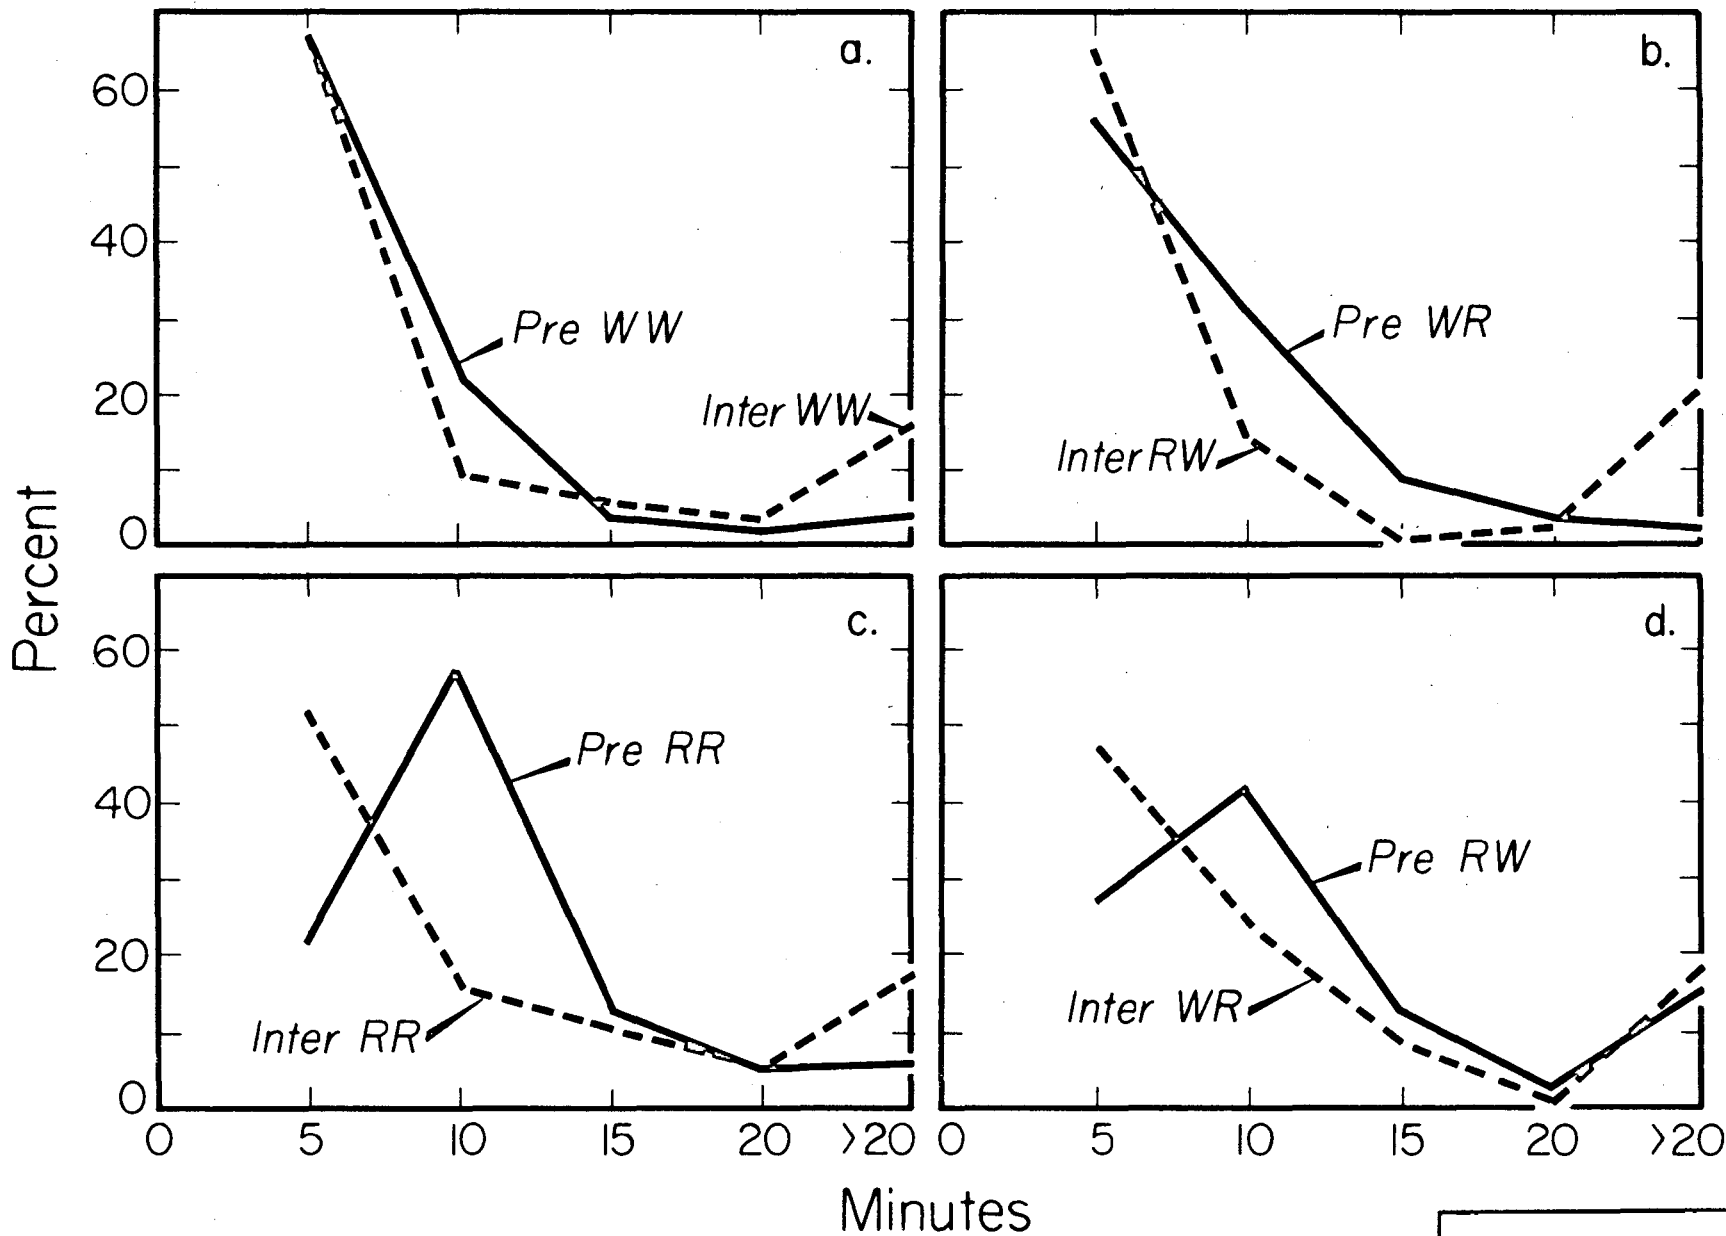 a.
60
40
20
0
Pre WW
Inter WW
b.
Pre WR
Inter RW
Percent
c.
60
40
20
0
Pre RR
Inter RR
0 5 10 15 20 >20
d.
Pre RW
Inter WR
0 5 10 15 20 >20
Minutes